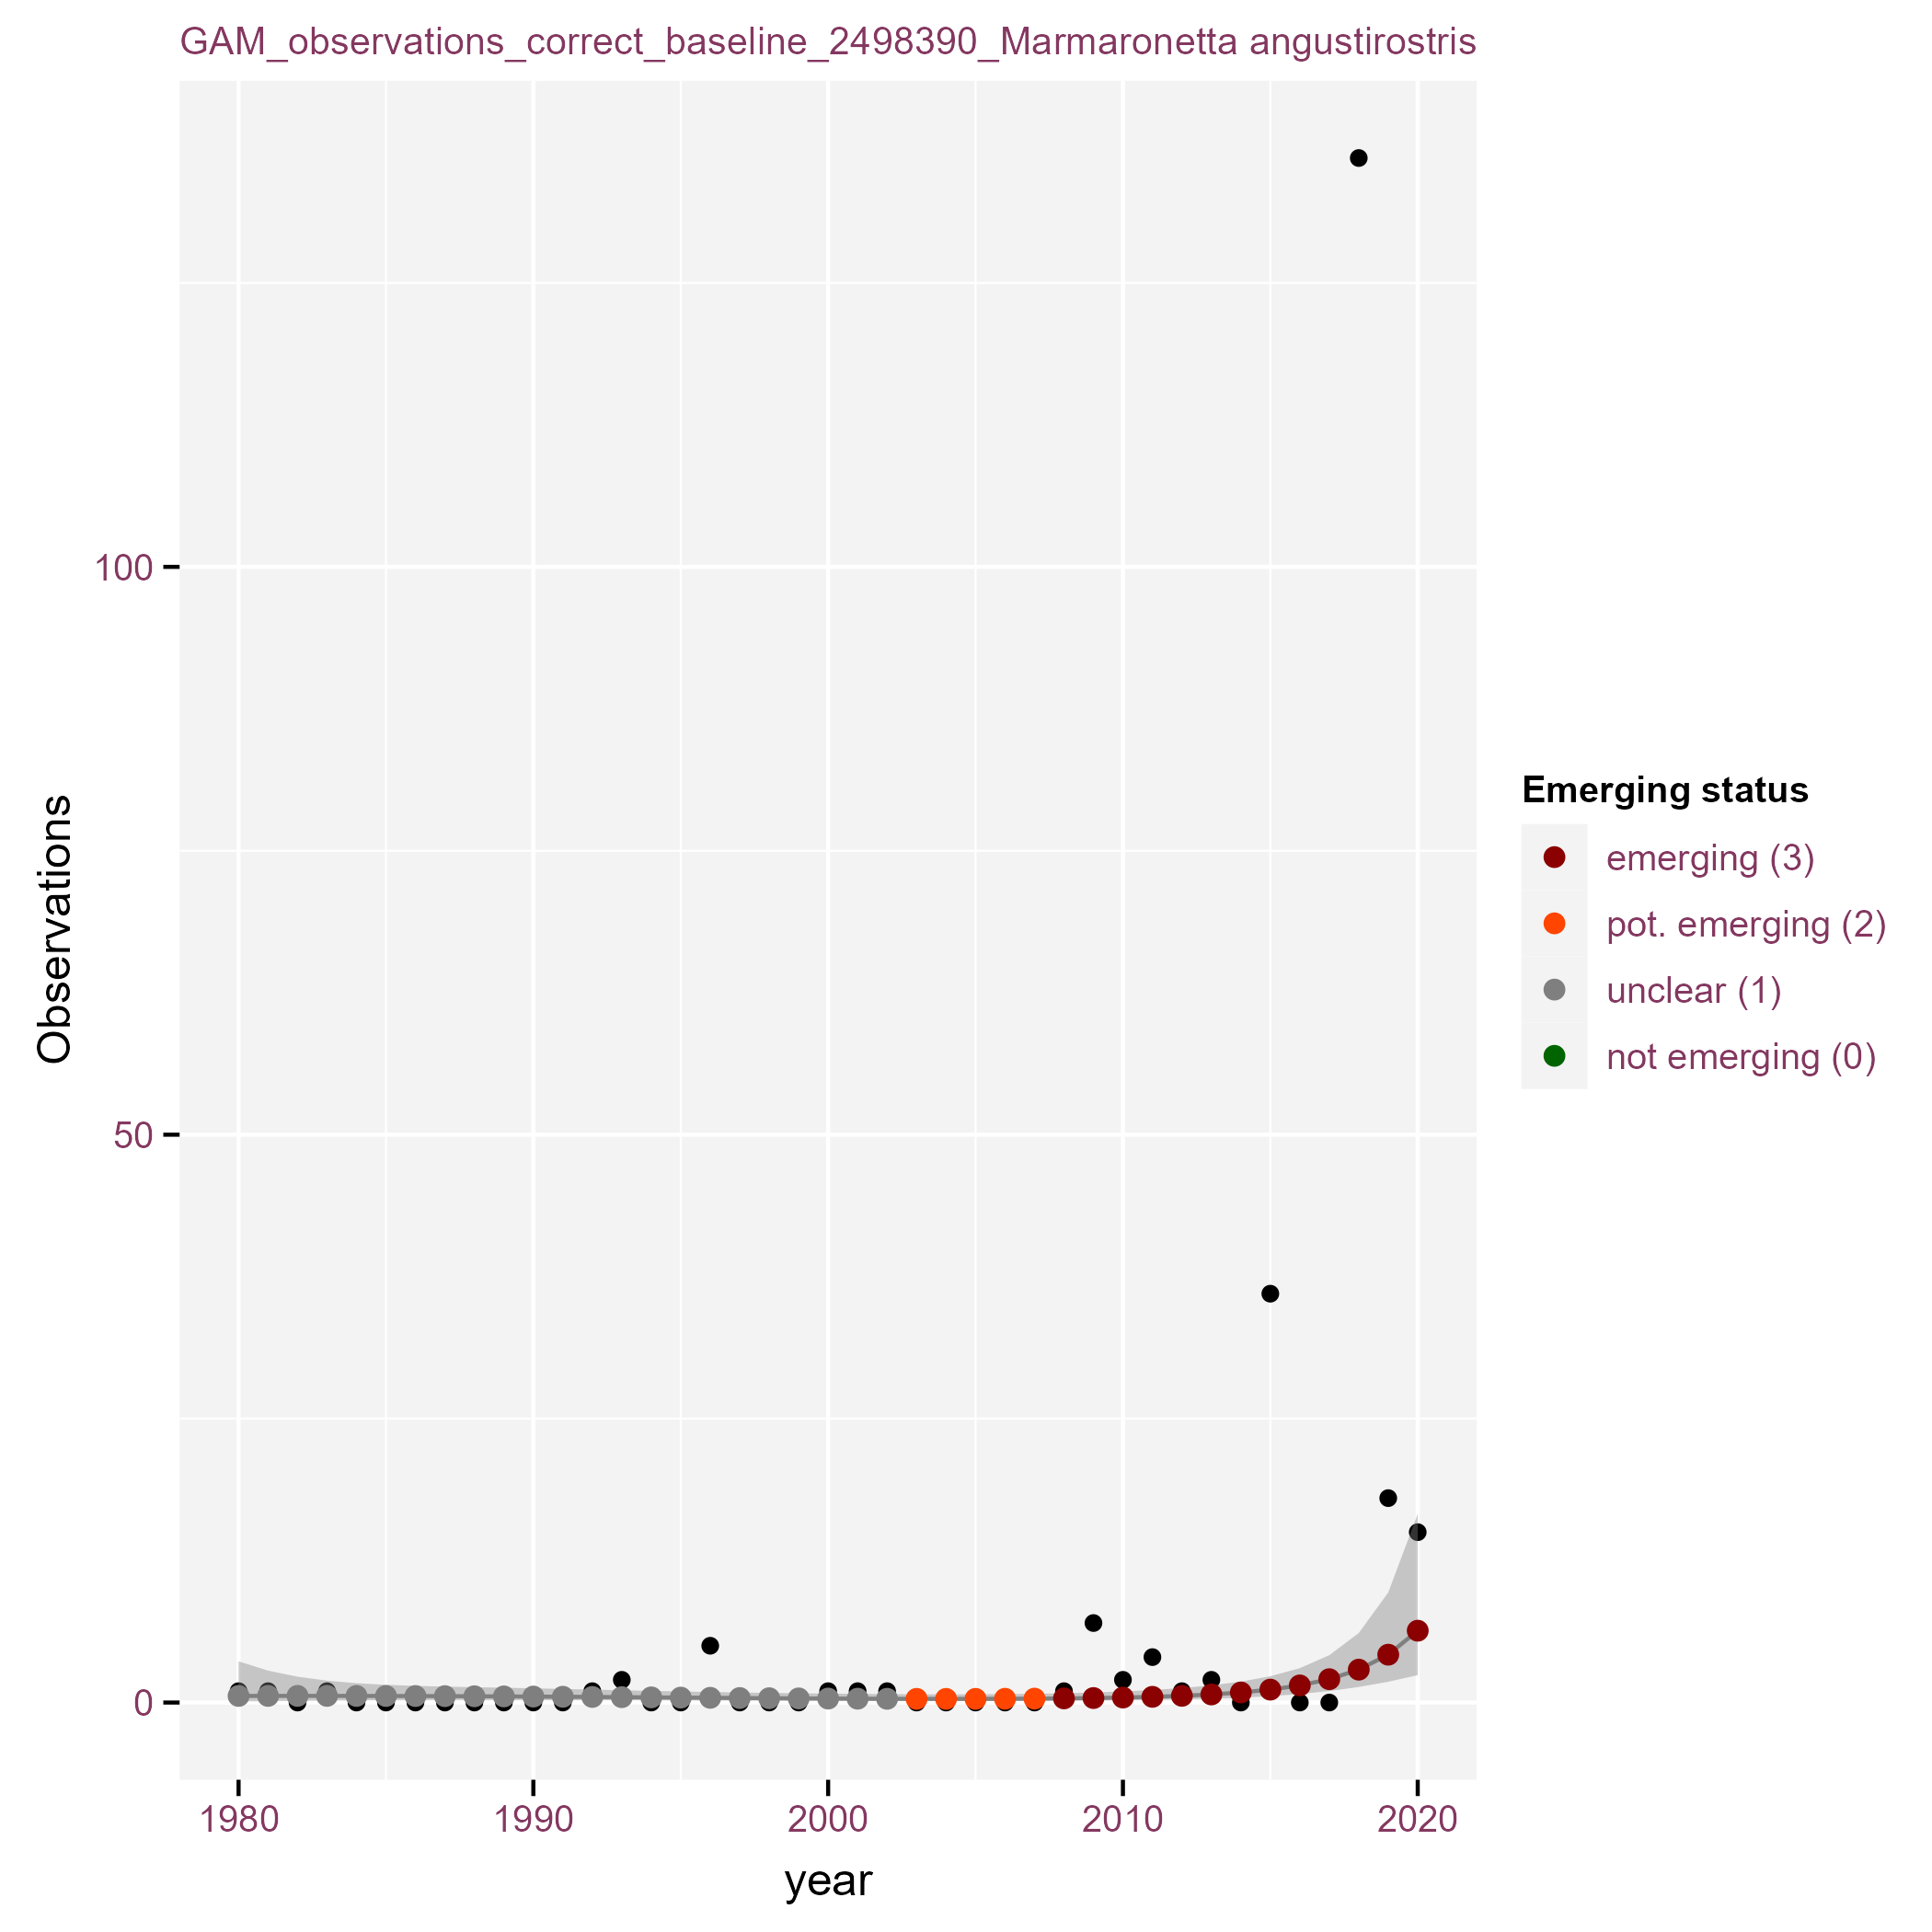 GAM_observations_correct_baseline_2498390_Marmaronetta angustirostris
Observations
100
50
0
1980
1990
2000
2010
2020
year
Emerging status
emerging (3)
pot. emerging (2)
unclear (1)
not emerging (0)